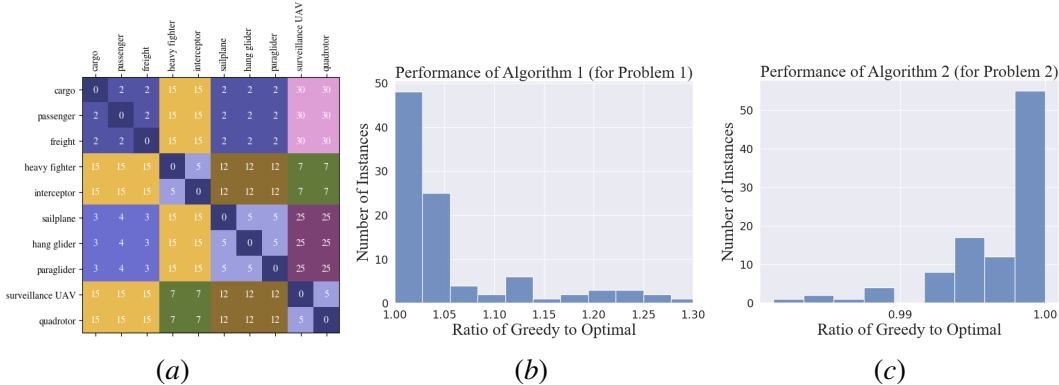 cargo passenger freight heavy fighter interceptor sailplane hang glider paraglider surveillance UAV quadrotor
cargo 0 2 2 15 15 2 2 2 30 30
passenger 2 0 2 15 15 2 2 2 30 30
freight 2 2 0 15 15 2 2 2 30 30
heavy fighter 15 15 15 0 5 12 12 12 7 7
interceptor 15 15 15 5 0 12 12 12 7 7
sailplane 3 4 3 15 15 0 5 5 25 25
hang glider 3 4 3 15 15 5 0 5 25 25
paraglider 3 4 3 15 15 5 5 0 25 25
surveillance UAV 15 15 15 7 7 12 12 12 0 5
quadrotor 15 15 15 7 7 12 12 12 5 0
(a)
Performance of Algorithm 1 (for Problem 1)
Number of Instances
50
40
30
20
10
0
1.00 1.05 1.10 1.15 1.20 1.25 1.30
Ratio of Greedy to Optimal
(b)
Performance of Algorithm 2 (for Problem 2)
Number of Instances
50
40
30
20
10
0
0.99 1.00
Ratio of Greedy to Optimal
(c)